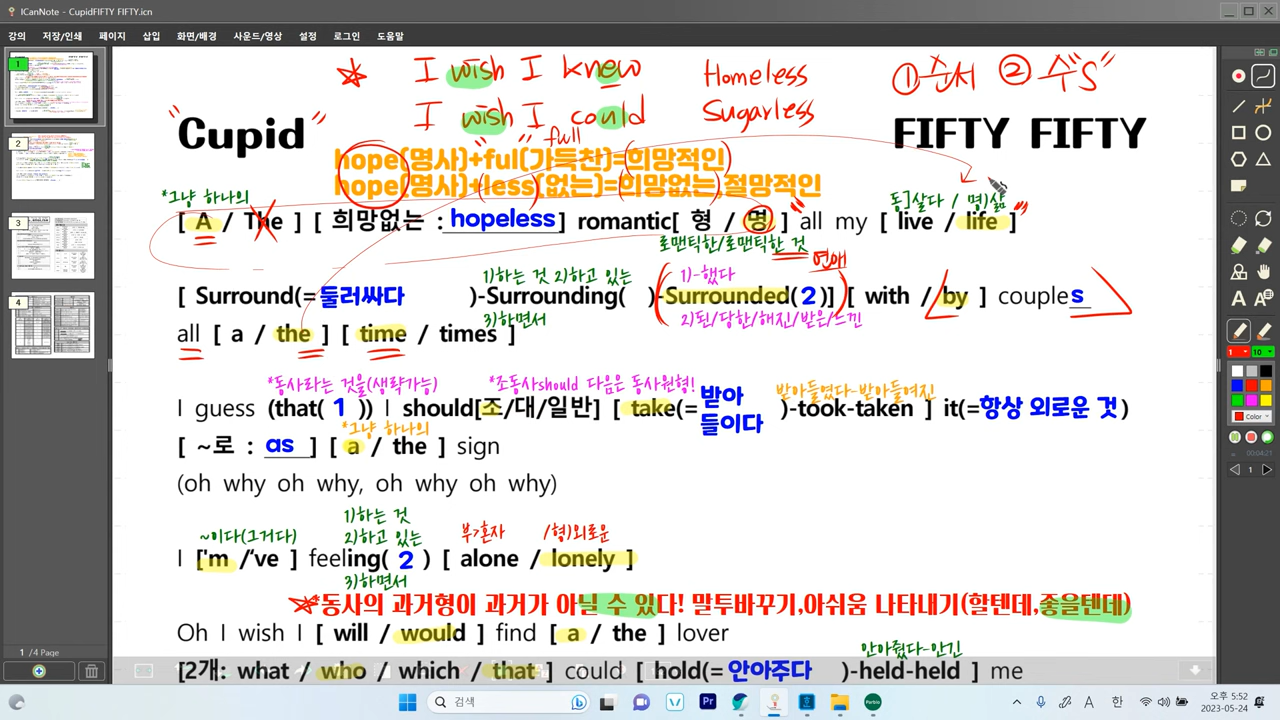 ICanNote - CupidFIFTY FIFTY.icn
문서 저장/인쇄 페이지 삽입 화면/배경 사운드/영상 설정 로그인 도움말
I wish I knew Homeless ①순서 ② 수"S"
I wish I could Sugarless
"Cupid" FIFTY FIFTY
full
hope(명사)+ful(가득찬)=희망적인
hope(명사)+less(없는)=희망없는,절망적인
*그냥 하나의 동]살다 / 명)삶
[ A / The ] [ 희망없는 : hopeless ] romantic[ 형 / 명 ] all my [ live / life ]
로맨틱한/로맨틱한 것 연애
1)하는 것 2)하고 있는 1)-했다
[ Surround(=둘러싸다 )-Surrounding( )-Surrounded(2)] [ with / by ] couples
3)하면서 2)된/당한/해진/받은/느낀
all [ a / the ] [ time / times ]
*동사라는 것을(생략가능) *조동사should 다음은 동사원형! 받아들였다-받아들여진
I guess (that( 1 )) I should[조/대/일반] [ take(=받아들이다 )-took-taken ] it(=항상 외로운 것)
*그냥 하나의
[ ~로 : as ] [ a / the ] sign
(oh why oh why, oh why oh why)
1)하는 것
~이다(그거다) 2)하고 있는 부>혼자 /형)외로운
I ['m /'ve ] feeling( 2 ) [ alone / lonely ]
3)하면서
*동사의 과거형이 과거가 아닐 수 있다! 말투바꾸기,아쉬움 나타내기(할텐데,좋을텐데)
Oh I wish I [ will / would ] find [ a / the ] lover
안아줬다-안긴
[2개: what / who / which / that ] could [ hold(= 안아주다 )-held-held ] me
1
2
3
4
1 / 4 Page
1 10
Color
00:04:21
1
검색
A 한
오후 5:52
2023-05-24